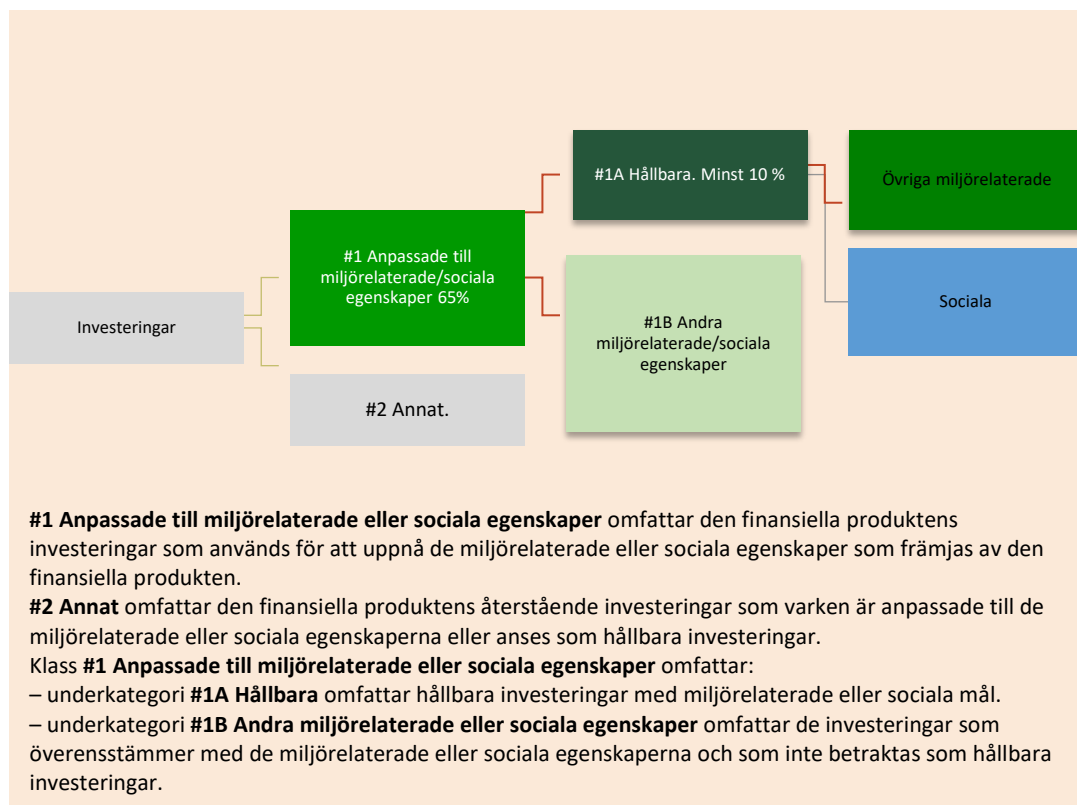 #1A Hållbara. Minst 10 %
Övriga miljörelaterade
#1 Anpassade till
miljörelaterade/sociala
egenskaper 65%
Investeringar
Sociala
#1B Andra
miljörelaterade/sociala
egenskaper
#2 Annat.
#1 Anpassade till miljörelaterade eller sociala egenskaper omfattar den finansiella produktens
investeringar som används för att uppnå de miljörelaterade eller sociala egenskaper som främjas av den
finansiella produkten.
#2 Annat omfattar den finansiella produktens återstående investeringar som varken är anpassade till de
miljörelaterade eller sociala egenskaperna eller anses som hållbara investeringar.
Klass #1 Anpassade till miljörelaterade eller sociala egenskaper omfattar:
– underkategori #1A Hållbara omfattar hållbara investeringar med miljörelaterade eller sociala mål.
– underkategori #1B Andra miljörelaterade eller sociala egenskaper omfattar de investeringar som
överensstämmer med de miljörelaterade eller sociala egenskaperna och som inte betraktas som hållbara
investeringar.